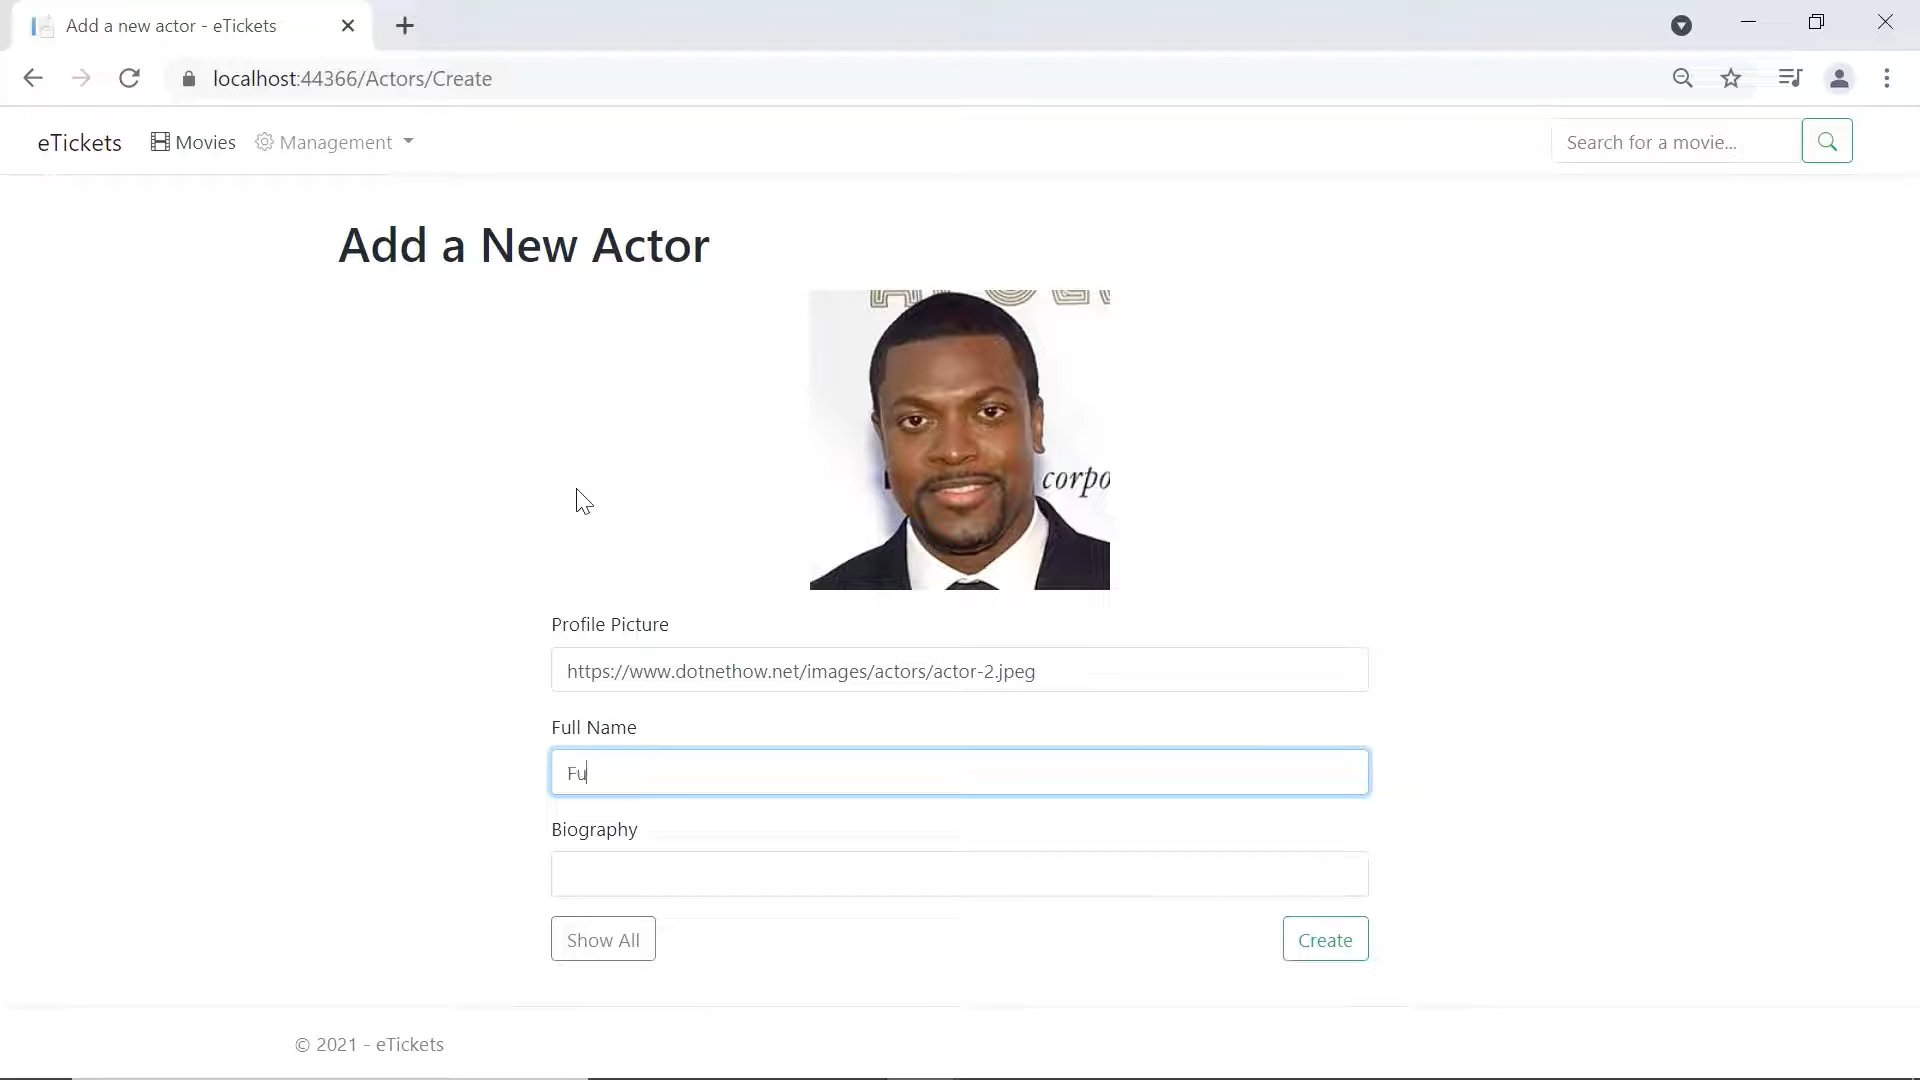 Add a new actor - eTickets
localhost:44366/Actors/Create
eTickets Movies Management Search for a movie...
Add a New Actor
corpo
Profile Picture
https://www.dotnethow.net/images/actors/actor-2.jpeg
Full Name
Fu
Biography
Show All Create
© 2021 - eTickets